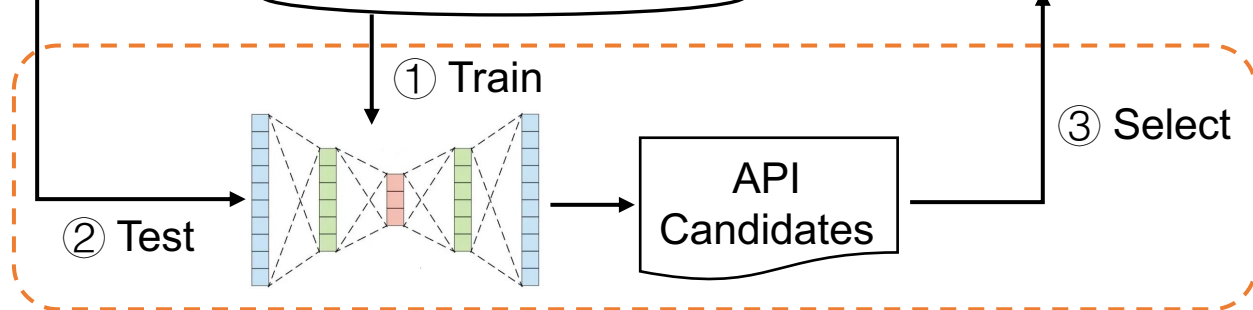 ① Train
③ Select
② Test
API
Candidates